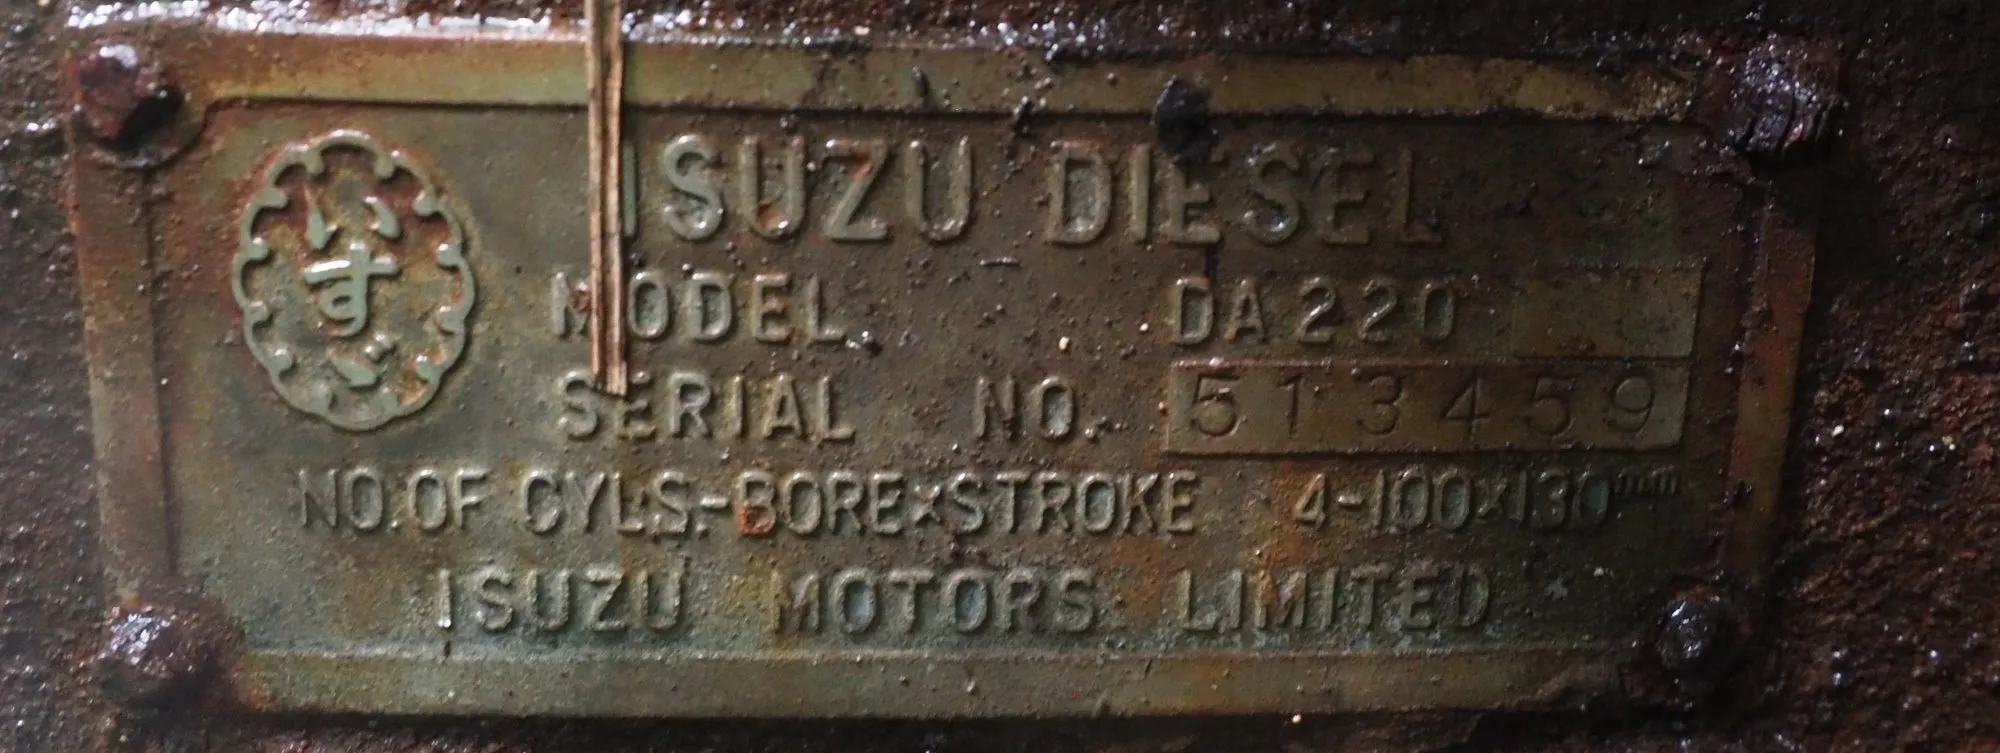 いすゞ
ISUZU DIESEL
MODEL DA220
SERIAL NO. 513459
NO. OF CYLS.-BORE×STROKE 4-100×130mm
ISUZU MOTORS LIMITED